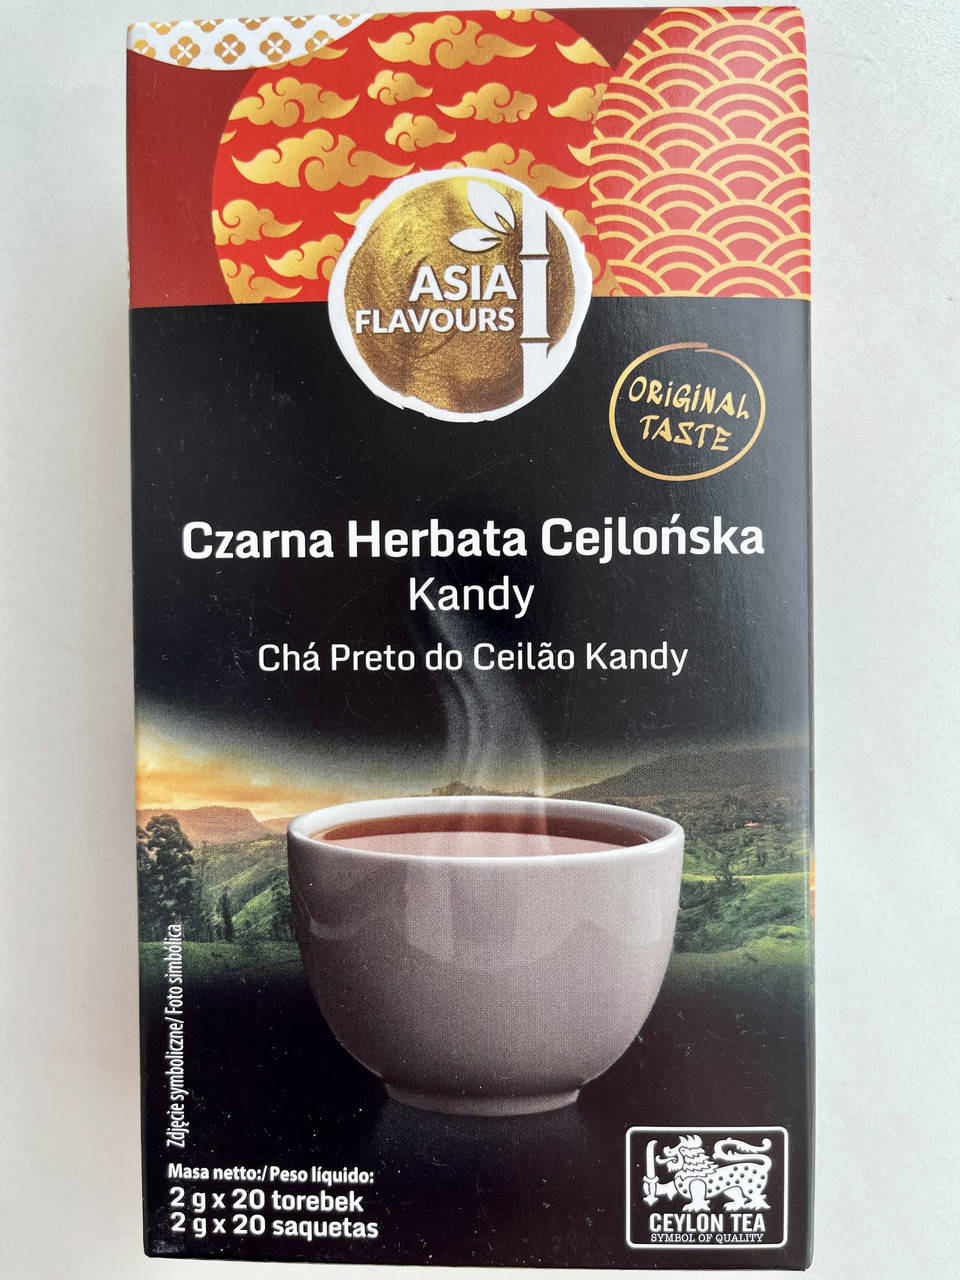 ASIA
FLAVOURS
ORiGiNAL
TASTE
Czarna Herbata Cejlońska
Kandy
Chá Preto do Ceilão Kandy
Zdjęcie symboliczne/ Foto simbólica
Masa netto:/ Peso líquido:
2 g x 20 torebek
2 g x 20 saquetas
CEYLON TEA
SYMBOL OF QUALITY